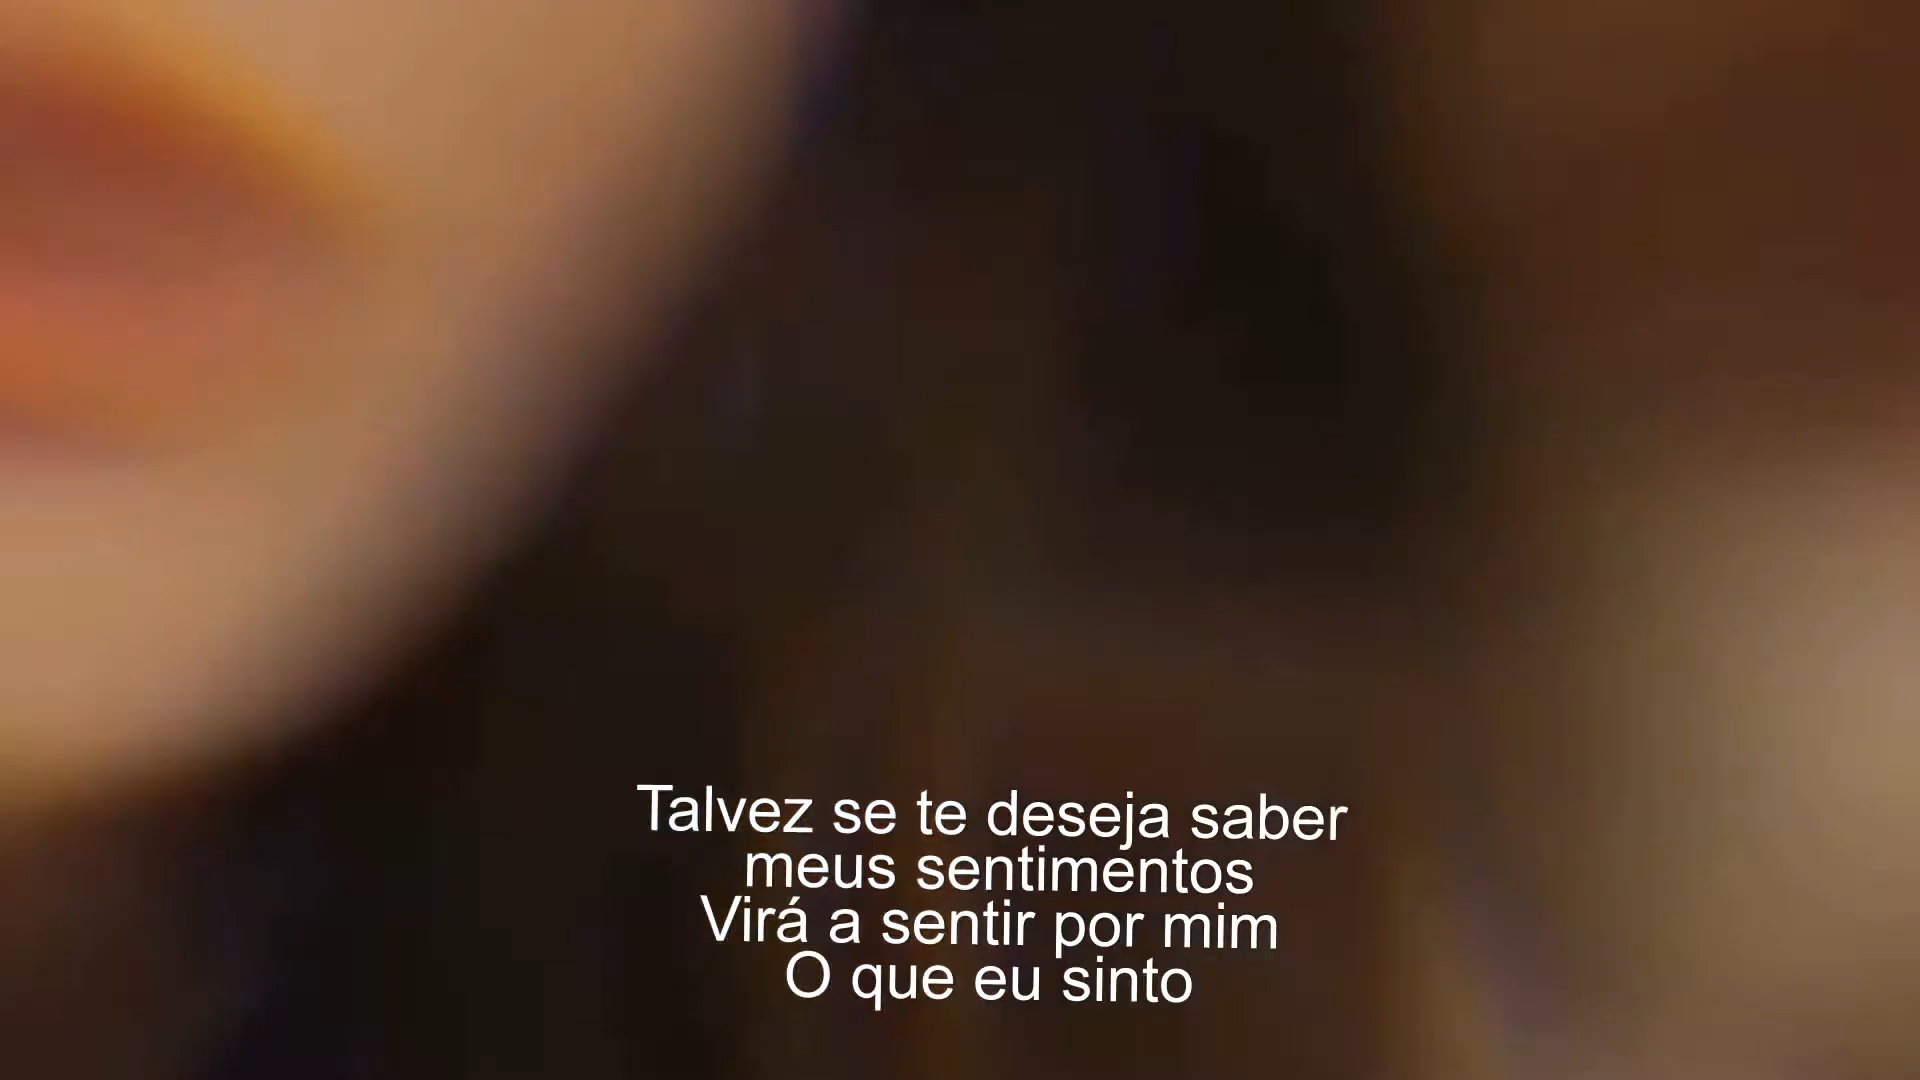 Talvez se te deseja saber
meus sentimentos
Virá a sentir por mim
O que eu sinto